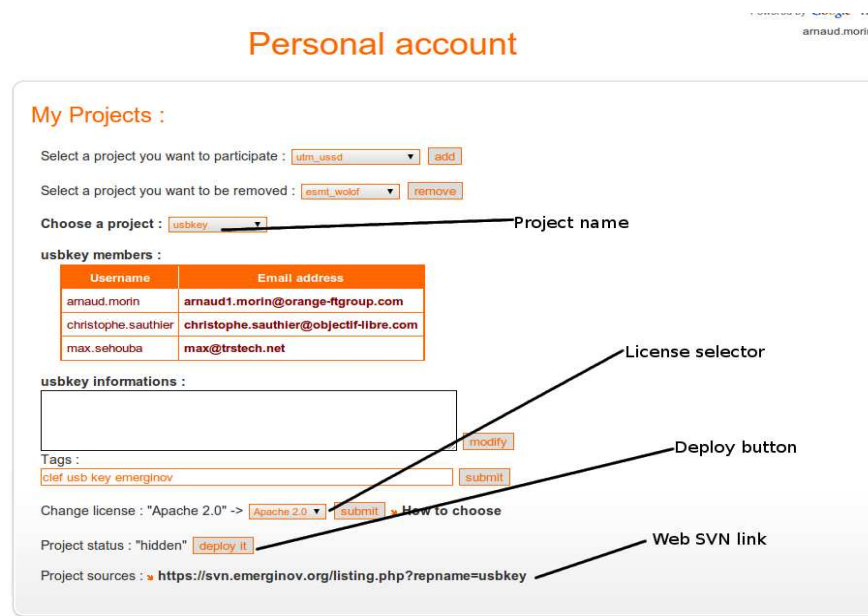 Powered by Google
arnaud.morin
Personal account
My Projects :
Select a project you want to participate : utm_ussd add
Select a project you want to be removed : esmt_wolof remove
Choose a project : usbkey
Project name
usbkey members :
Username Email address
arnaud.morin arnaud1.morin@orange-ftgroup.com
christophe.sauthier christophe.sauthier@objectif-libre.com
max.sehouba max@trstech.net
License selector
usbkey informations :
modify
Deploy button
Tags :
clef usb key emerginov submit
Change license : "Apache 2.0" -> Apache 2.0 submit How to choose
Project status : "hidden" deploy it
Web SVN link
Project sources : https://svn.emerginov.org/listing.php?repname=usbkey